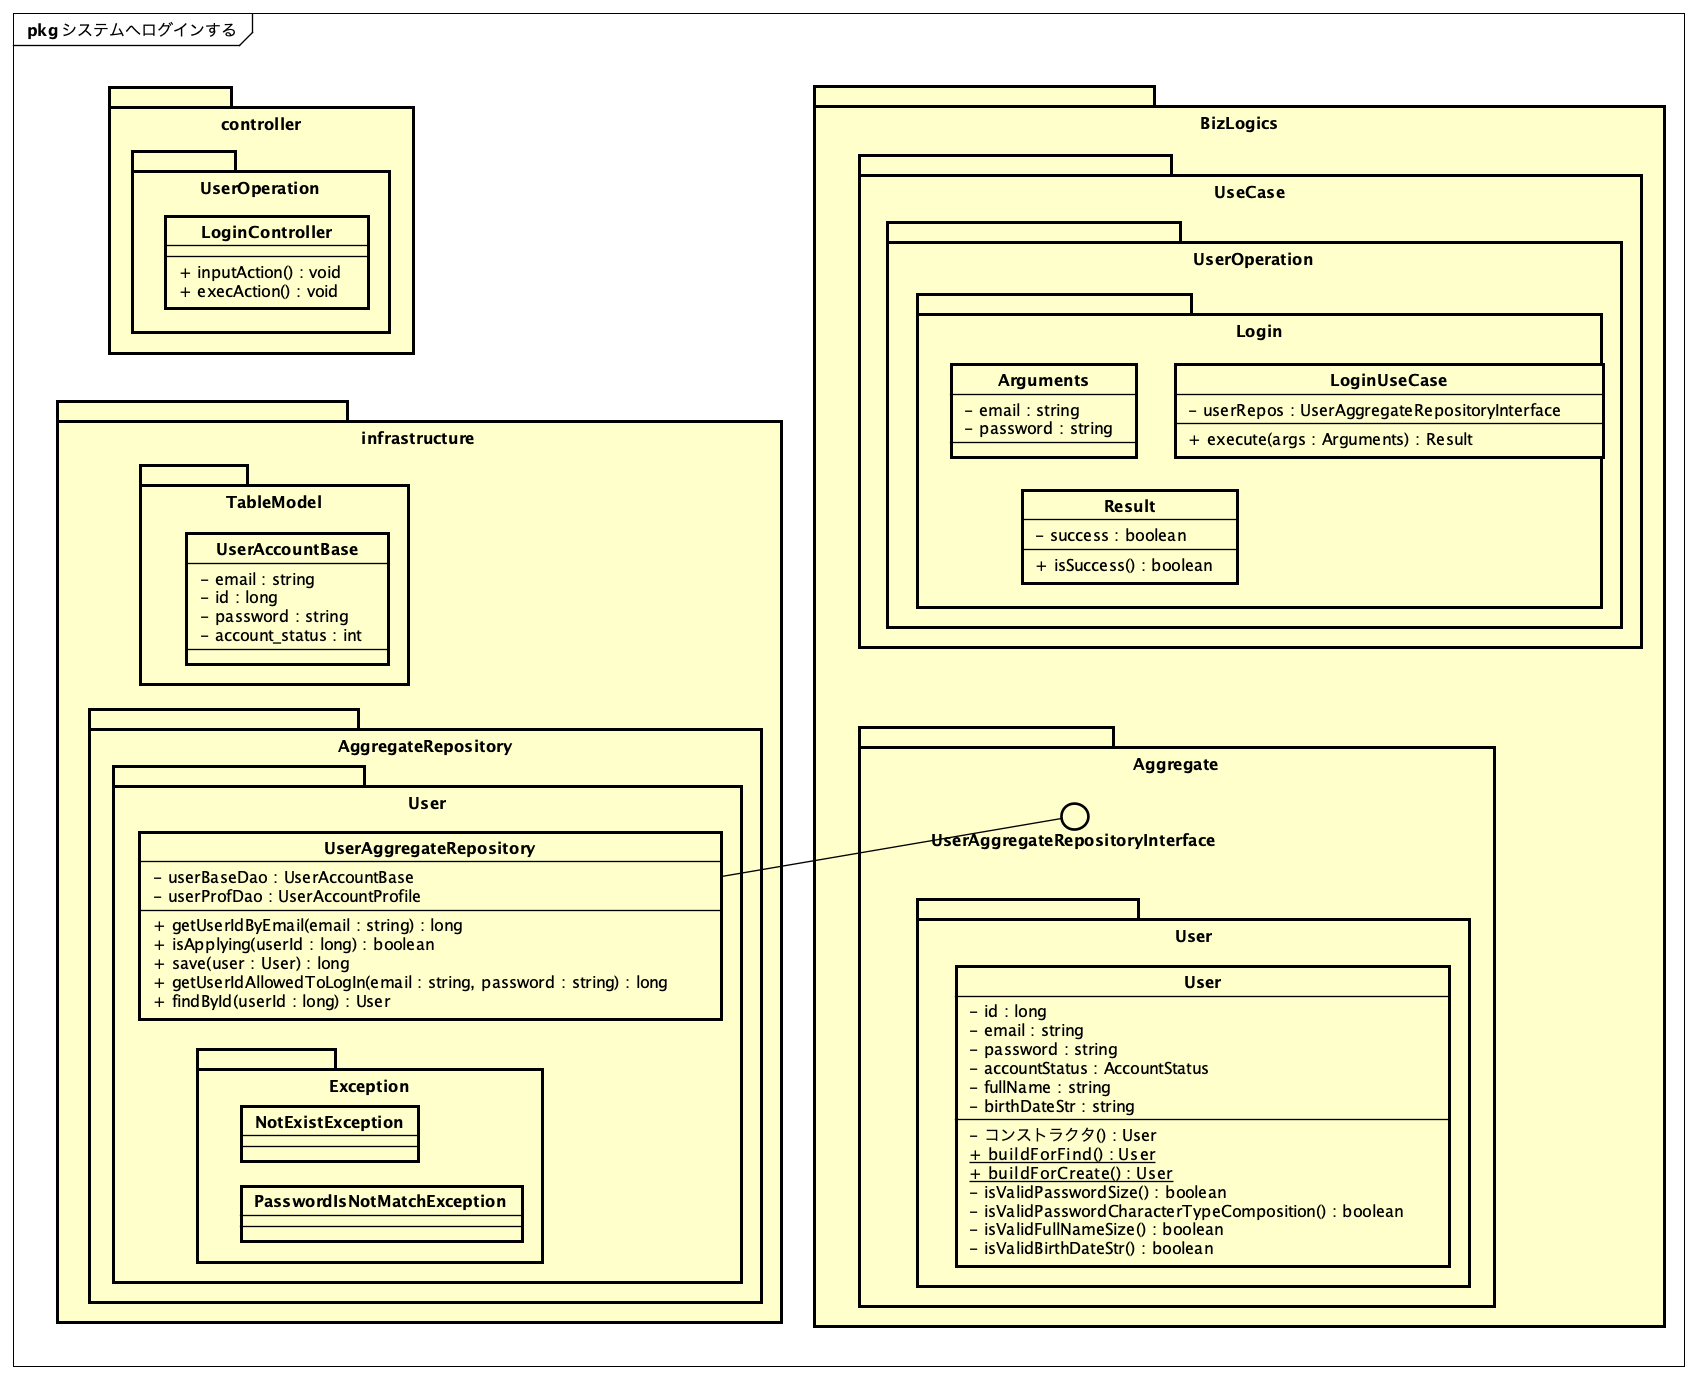 pkg システムへログインする
controller
UserOperation
LoginController
+ inputAction() : void
+ execAction() : void
infrastructure
TableModel
UserAccountBase
- email : string
- id : long
- password : string
- account_status : int
AggregateRepository
User
UserAggregateRepository
- userBaseDao : UserAccountBase
- userProfDao : UserAccountProfile
+ getUserIdByEmail(email : string) : long
+ isApplying(userId : long) : boolean
+ save(user : User) : long
+ getUserIdAllowedToLogIn(email : string, password : string) : long
+ findById(userId : long) : User
Exception
NotExistException
PasswordIsNotMatchException
BizLogics
UseCase
UserOperation
Login
Arguments
- email : string
- password : string
LoginUseCase
- userRepos : UserAggregateRepositoryInterface
+ execute(args : Arguments) : Result
Result
- success : boolean
+ isSuccess() : boolean
Aggregate
UserAggregateRepositoryInterface
User
User
- id : long
- email : string
- password : string
- accountStatus : AccountStatus
- fullName : string
- birthDateStr : string
- コンストラクタ() : User
+ buildForFind() : User
+ buildForCreate() : User
- isValidPasswordSize() : boolean
- isValidPasswordCharacterTypeComposition() : boolean
- isValidFullNameSize() : boolean
- isValidBirthDateStr() : boolean